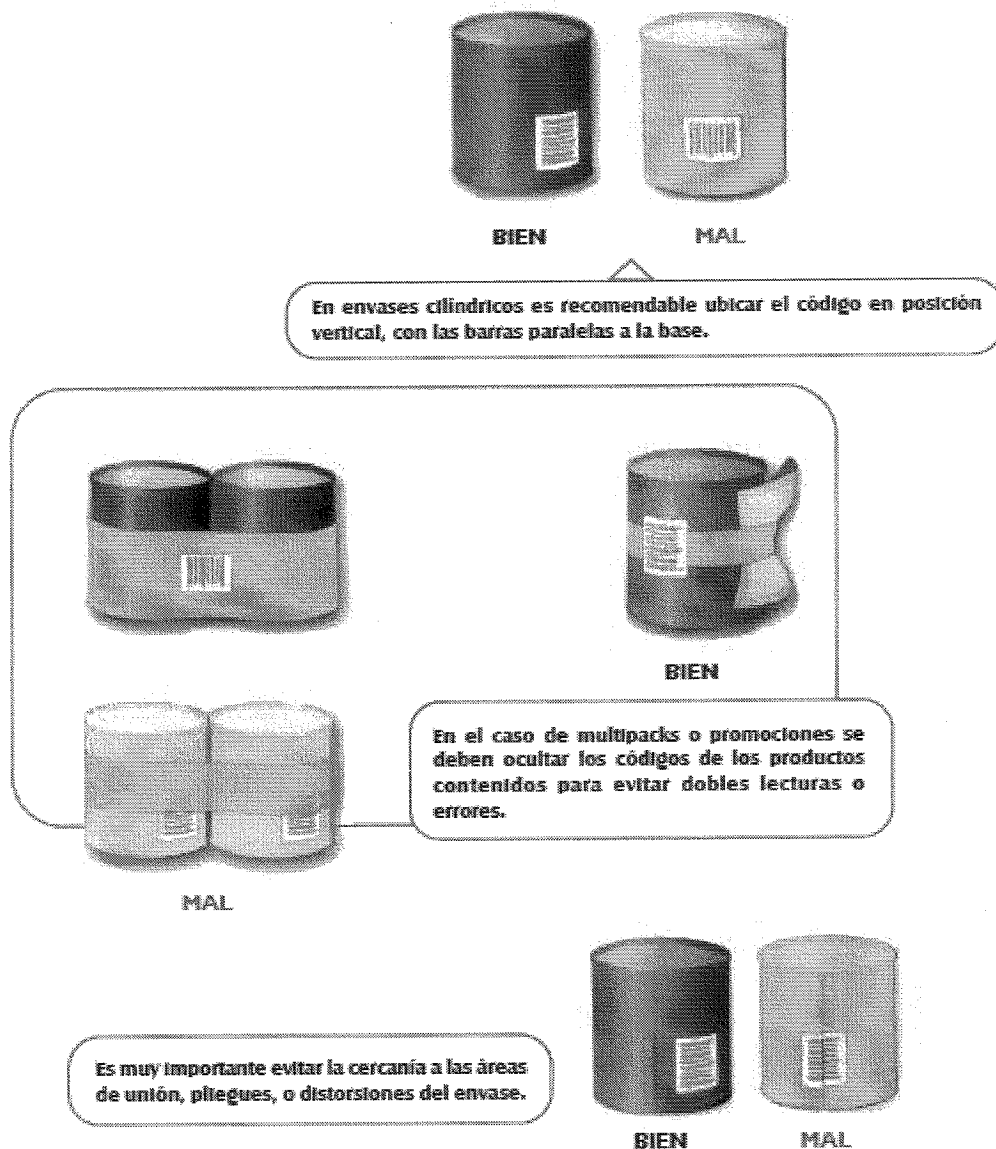 BIEN MAL
En envases cilíndricos es recomendable ubicar el código en posición
vertical, con las barras paralelas a la base.
BIEN
En el caso de multipacks o promociones se
deben ocultar los códigos de los productos
contenidos para evitar dobles lecturas o
errores.
MAL
Es muy importante evitar la cercanía a las áreas
de unión, pliegues, o distorsiones del envase.
BIEN MAL